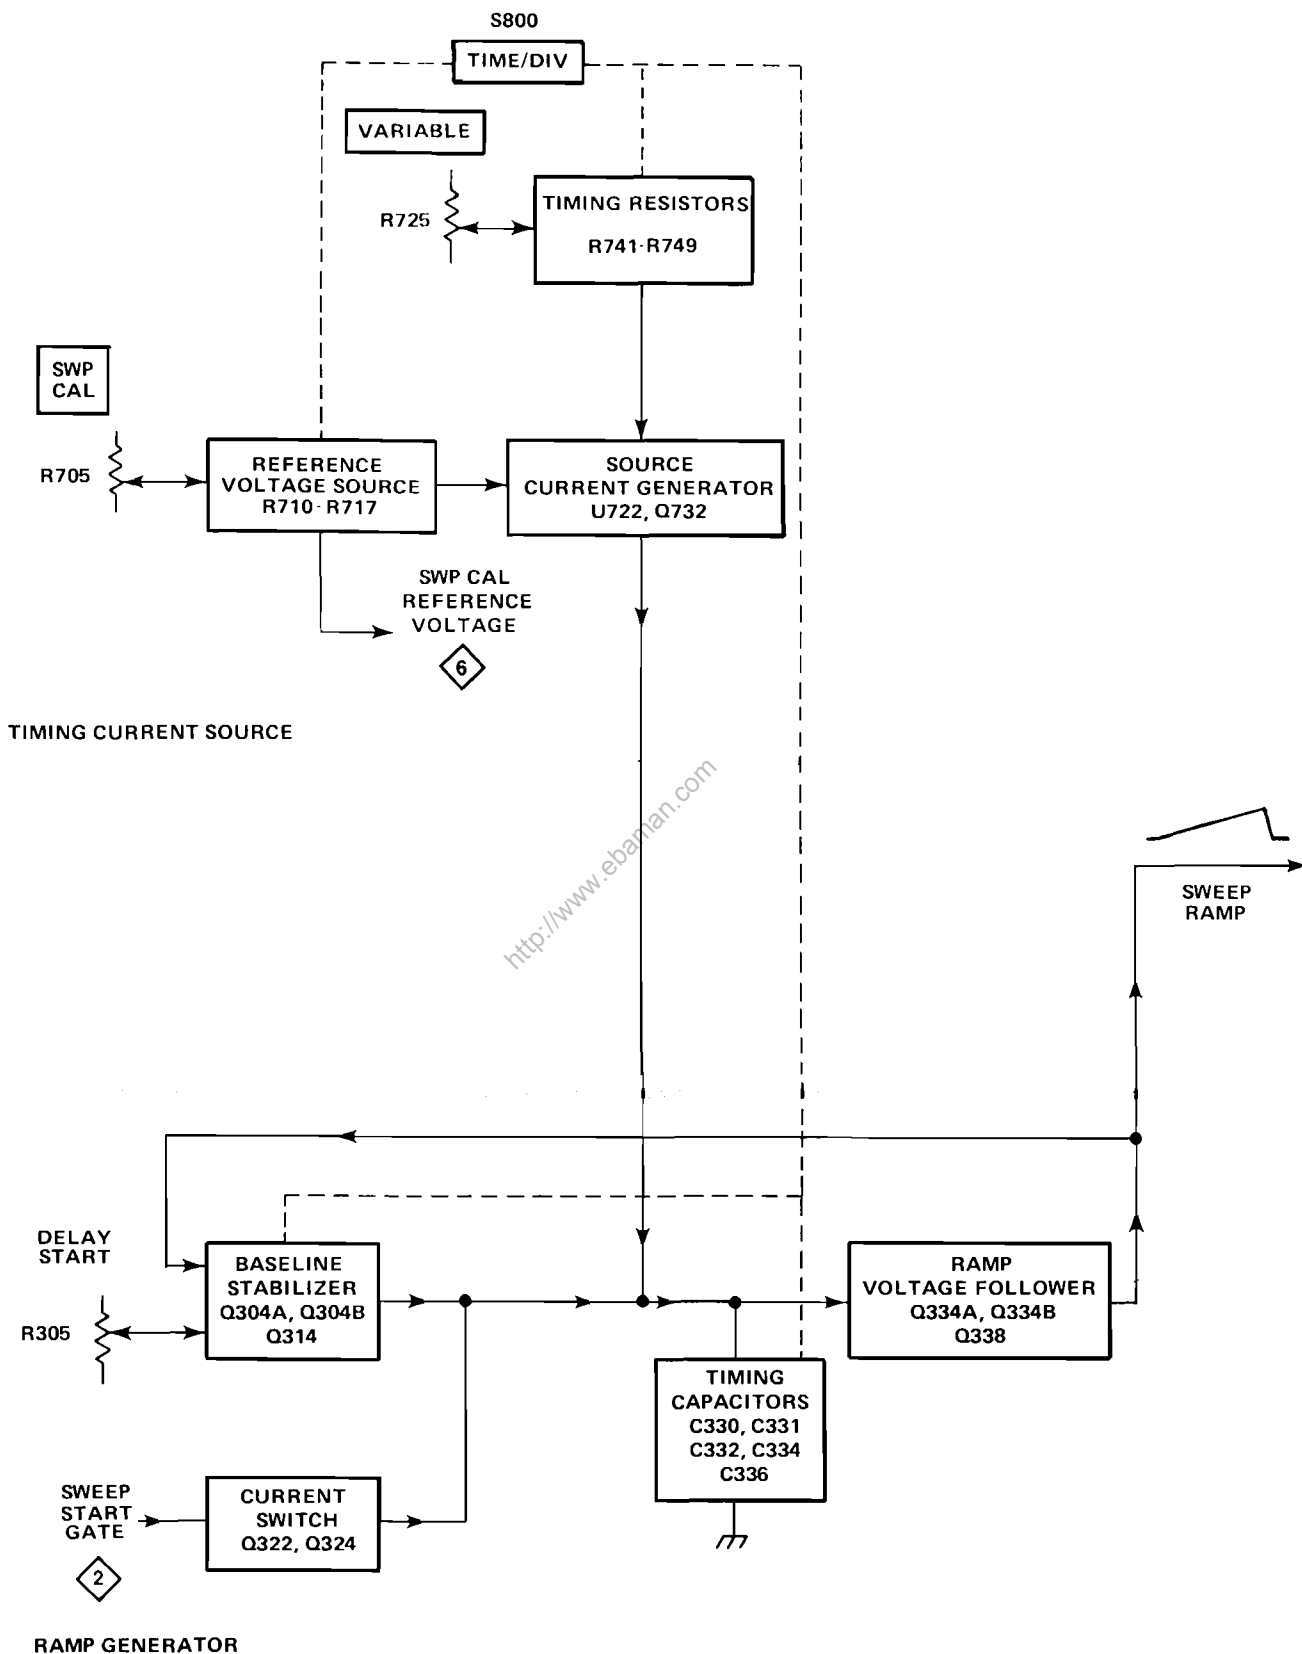 S800
TIME/DIV
VARIABLE
R725
TIMING RESISTORS
R741-R749
SWP
CAL
R705
REFERENCE
VOLTAGE SOURCE
R710-R717
SOURCE
CURRENT GENERATOR
U722, Q732
SWP CAL
REFERENCE
VOLTAGE
6
TIMING CURRENT SOURCE
http://www.ebaman.com
SWEEP
RAMP
DELAY
START
R305
BASELINE
STABILIZER
Q304A, Q304B
Q314
RAMP
VOLTAGE FOLLOWER
Q334A, Q334B
Q338
TIMING
CAPACITORS
C330, C331
C332, C334
C336
SWEEP
START
GATE
2
CURRENT
SWITCH
Q322, Q324
RAMP GENERATOR